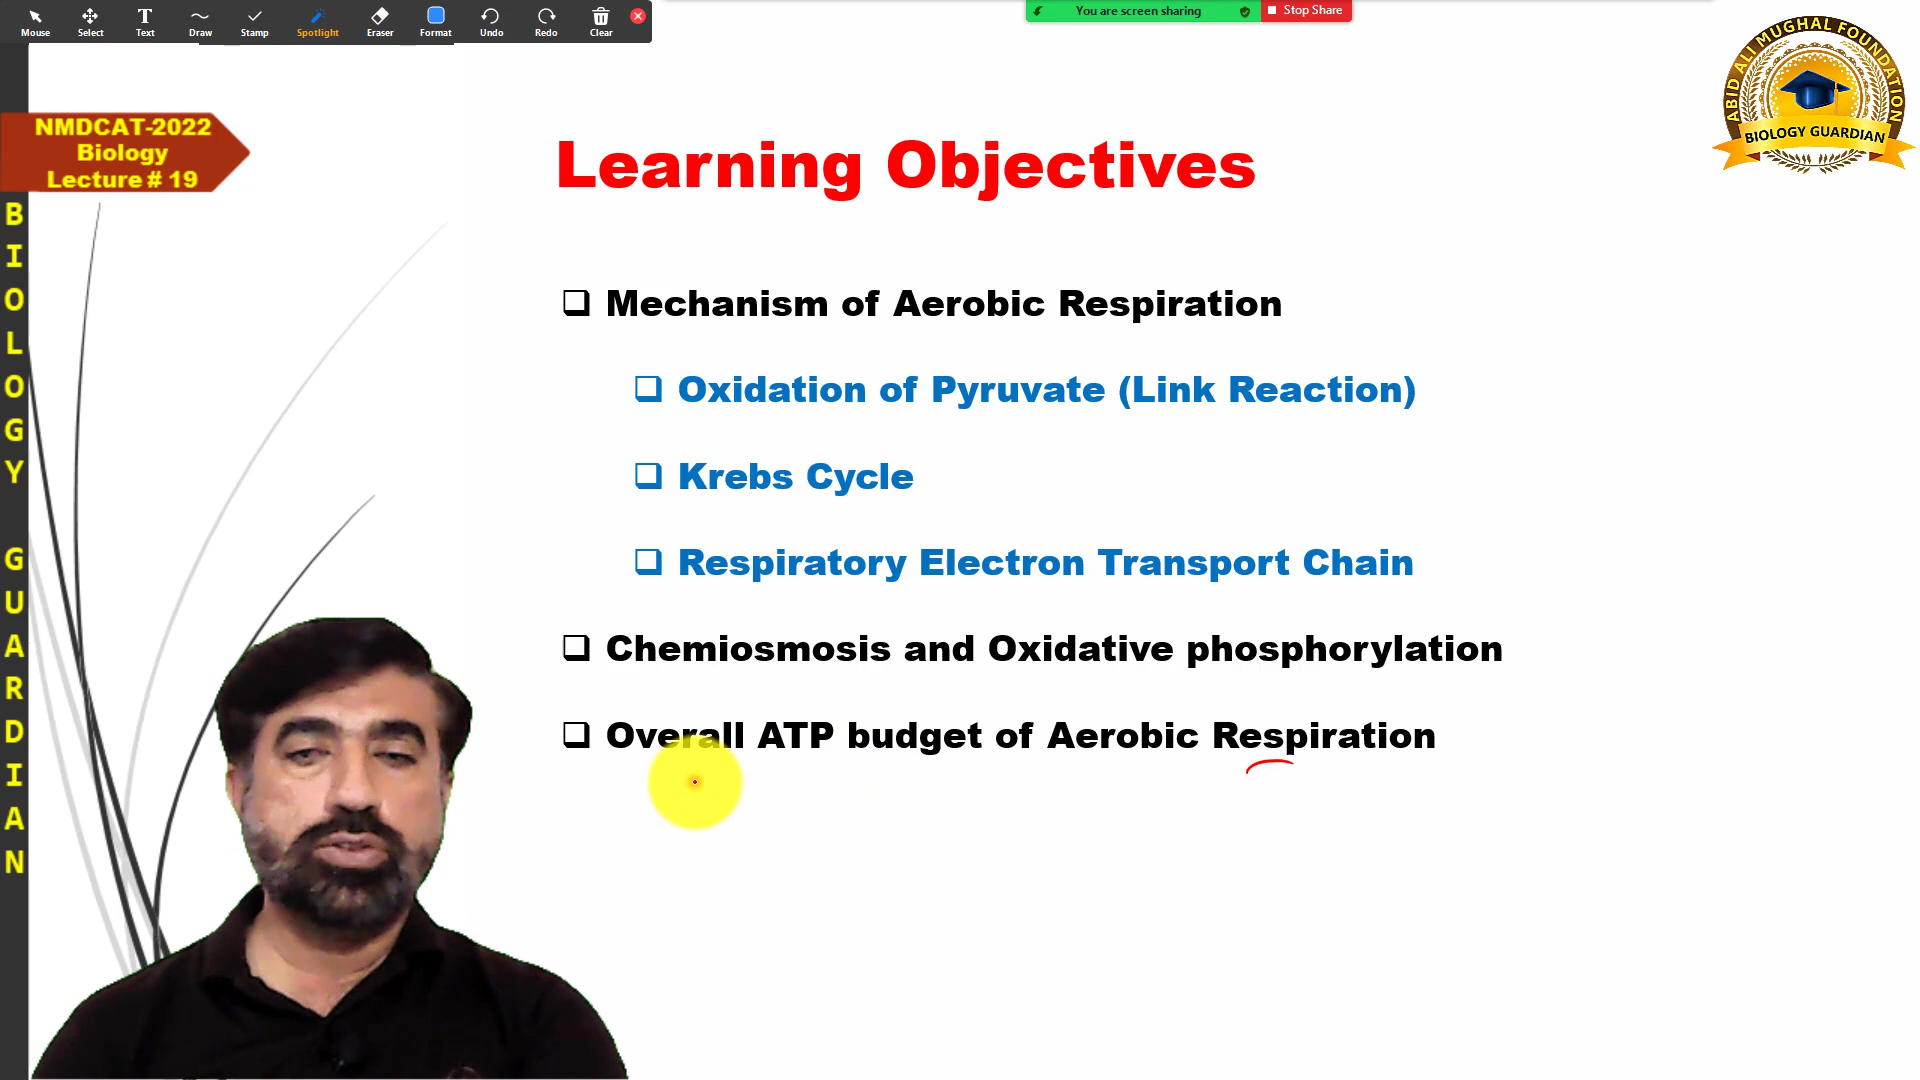 Mouse Select Text Draw Stamp Spotlight Eraser Format Undo Redo Clear
You are screen sharing Stop Share
ABID ALI MUGHAL FOUNDATION
BIOLOGY GUARDIAN
NMDCAT-2022
Biology
Lecture # 19
BIOLOGY GUARDIAN
Learning Objectives
Mechanism of Aerobic Respiration
Oxidation of Pyruvate (Link Reaction)
Krebs Cycle
Respiratory Electron Transport Chain
Chemiosmosis and Oxidative phosphorylation
Overall ATP budget of Aerobic Respiration